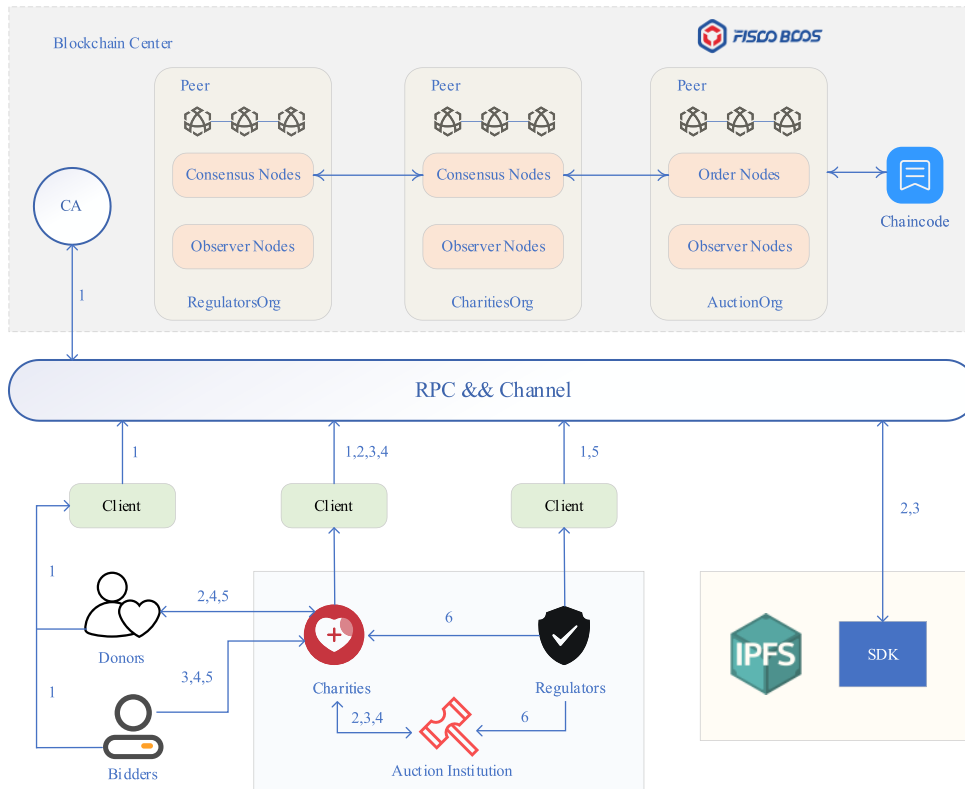 Blockchain Center
FISCO BCOS
Peer
Peer
Peer
Consensus Nodes
Consensus Nodes
Order Nodes
CA
Chaincode
Observer Nodes
Observer Nodes
Observer Nodes
1
RegulatorsOrg
CharitiesOrg
AuctionOrg
RPC && Channel
1
1,2,3,4
1,5
Client
Client
Client
2,3
1
2,4,5
6
IPFS
SDK
Donors
3,4,5
Charities
Regulators
1
2,3,4
6
Auction Institution
Bidders